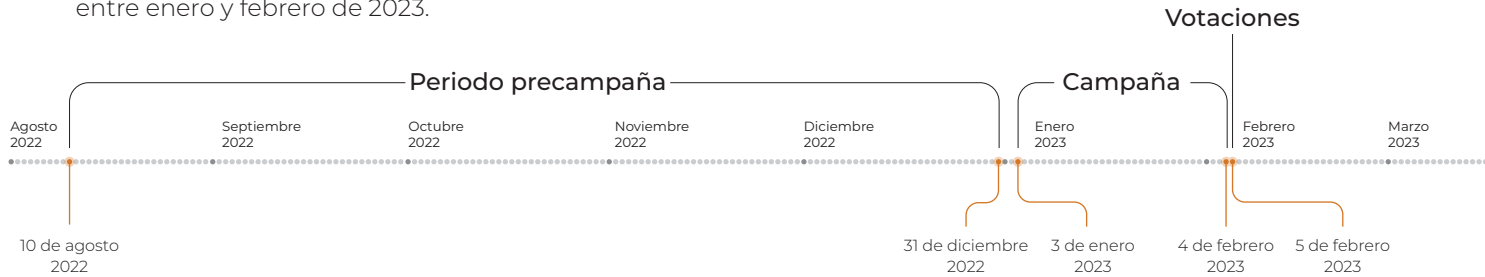 entre enero y febrero de 2023.
Votaciones
Periodo precampaña
Campaña
Agosto
2022
Septiembre
2022
Octubre
2022
Noviembre
2022
Diciembre
2022
Enero
2023
Febrero
2023
Marzo
2023
10 de agosto
2022
31 de diciembre
2022
3 de enero
2023
4 de febrero
2023
5 de febrero
2023